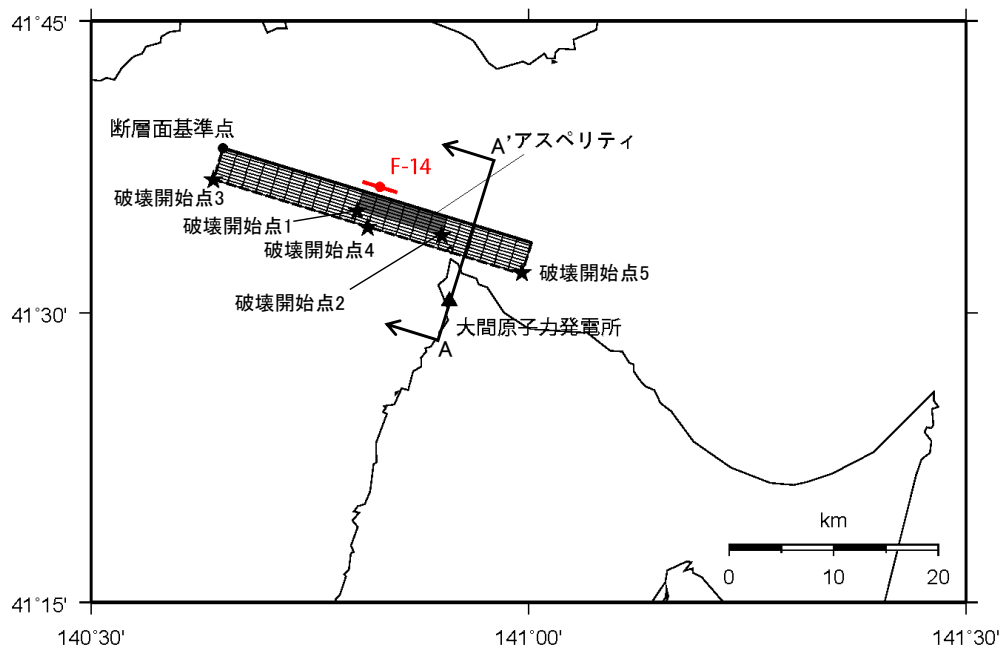 41°45'
断層面基準点
A'
アスペリティ
F-14
破壊開始点3
破壊開始点1
破壊開始点4
破壊開始点5
破壊開始点2
41°30'
大間原子力発電所
A
km
0 10 20
41°15'
140°30' 141°00' 141°30'